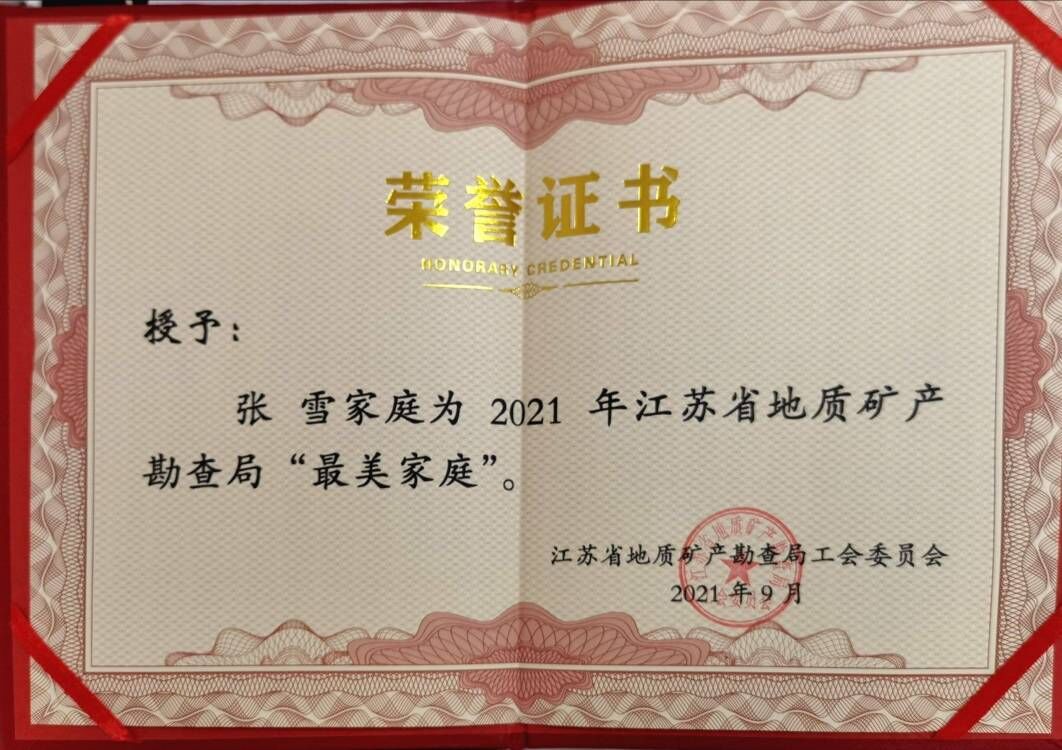 荣誉证书
HONORARY CREDENTIAL
授予：
张 雪家庭为 2021 年江苏省地质矿产
勘查局“最美家庭”。
江苏省地质矿产勘查局工会委员会
2021 年 9 月